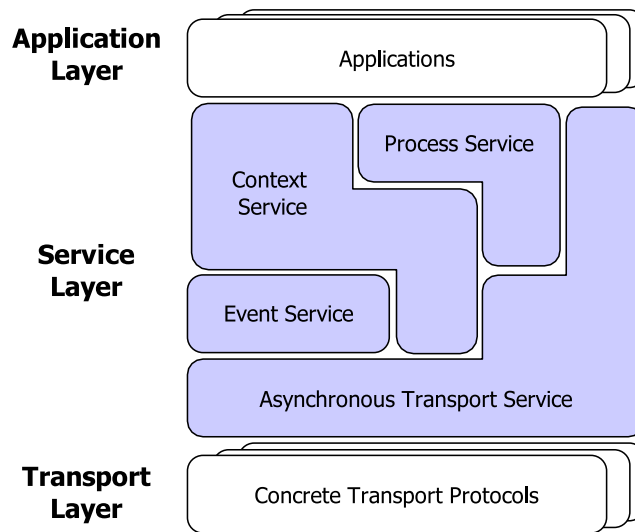 Application
Layer
Applications
Process Service
Context
Service
Service
Layer
Event Service
Asynchronous Transport Service
Transport
Layer
Concrete Transport Protocols